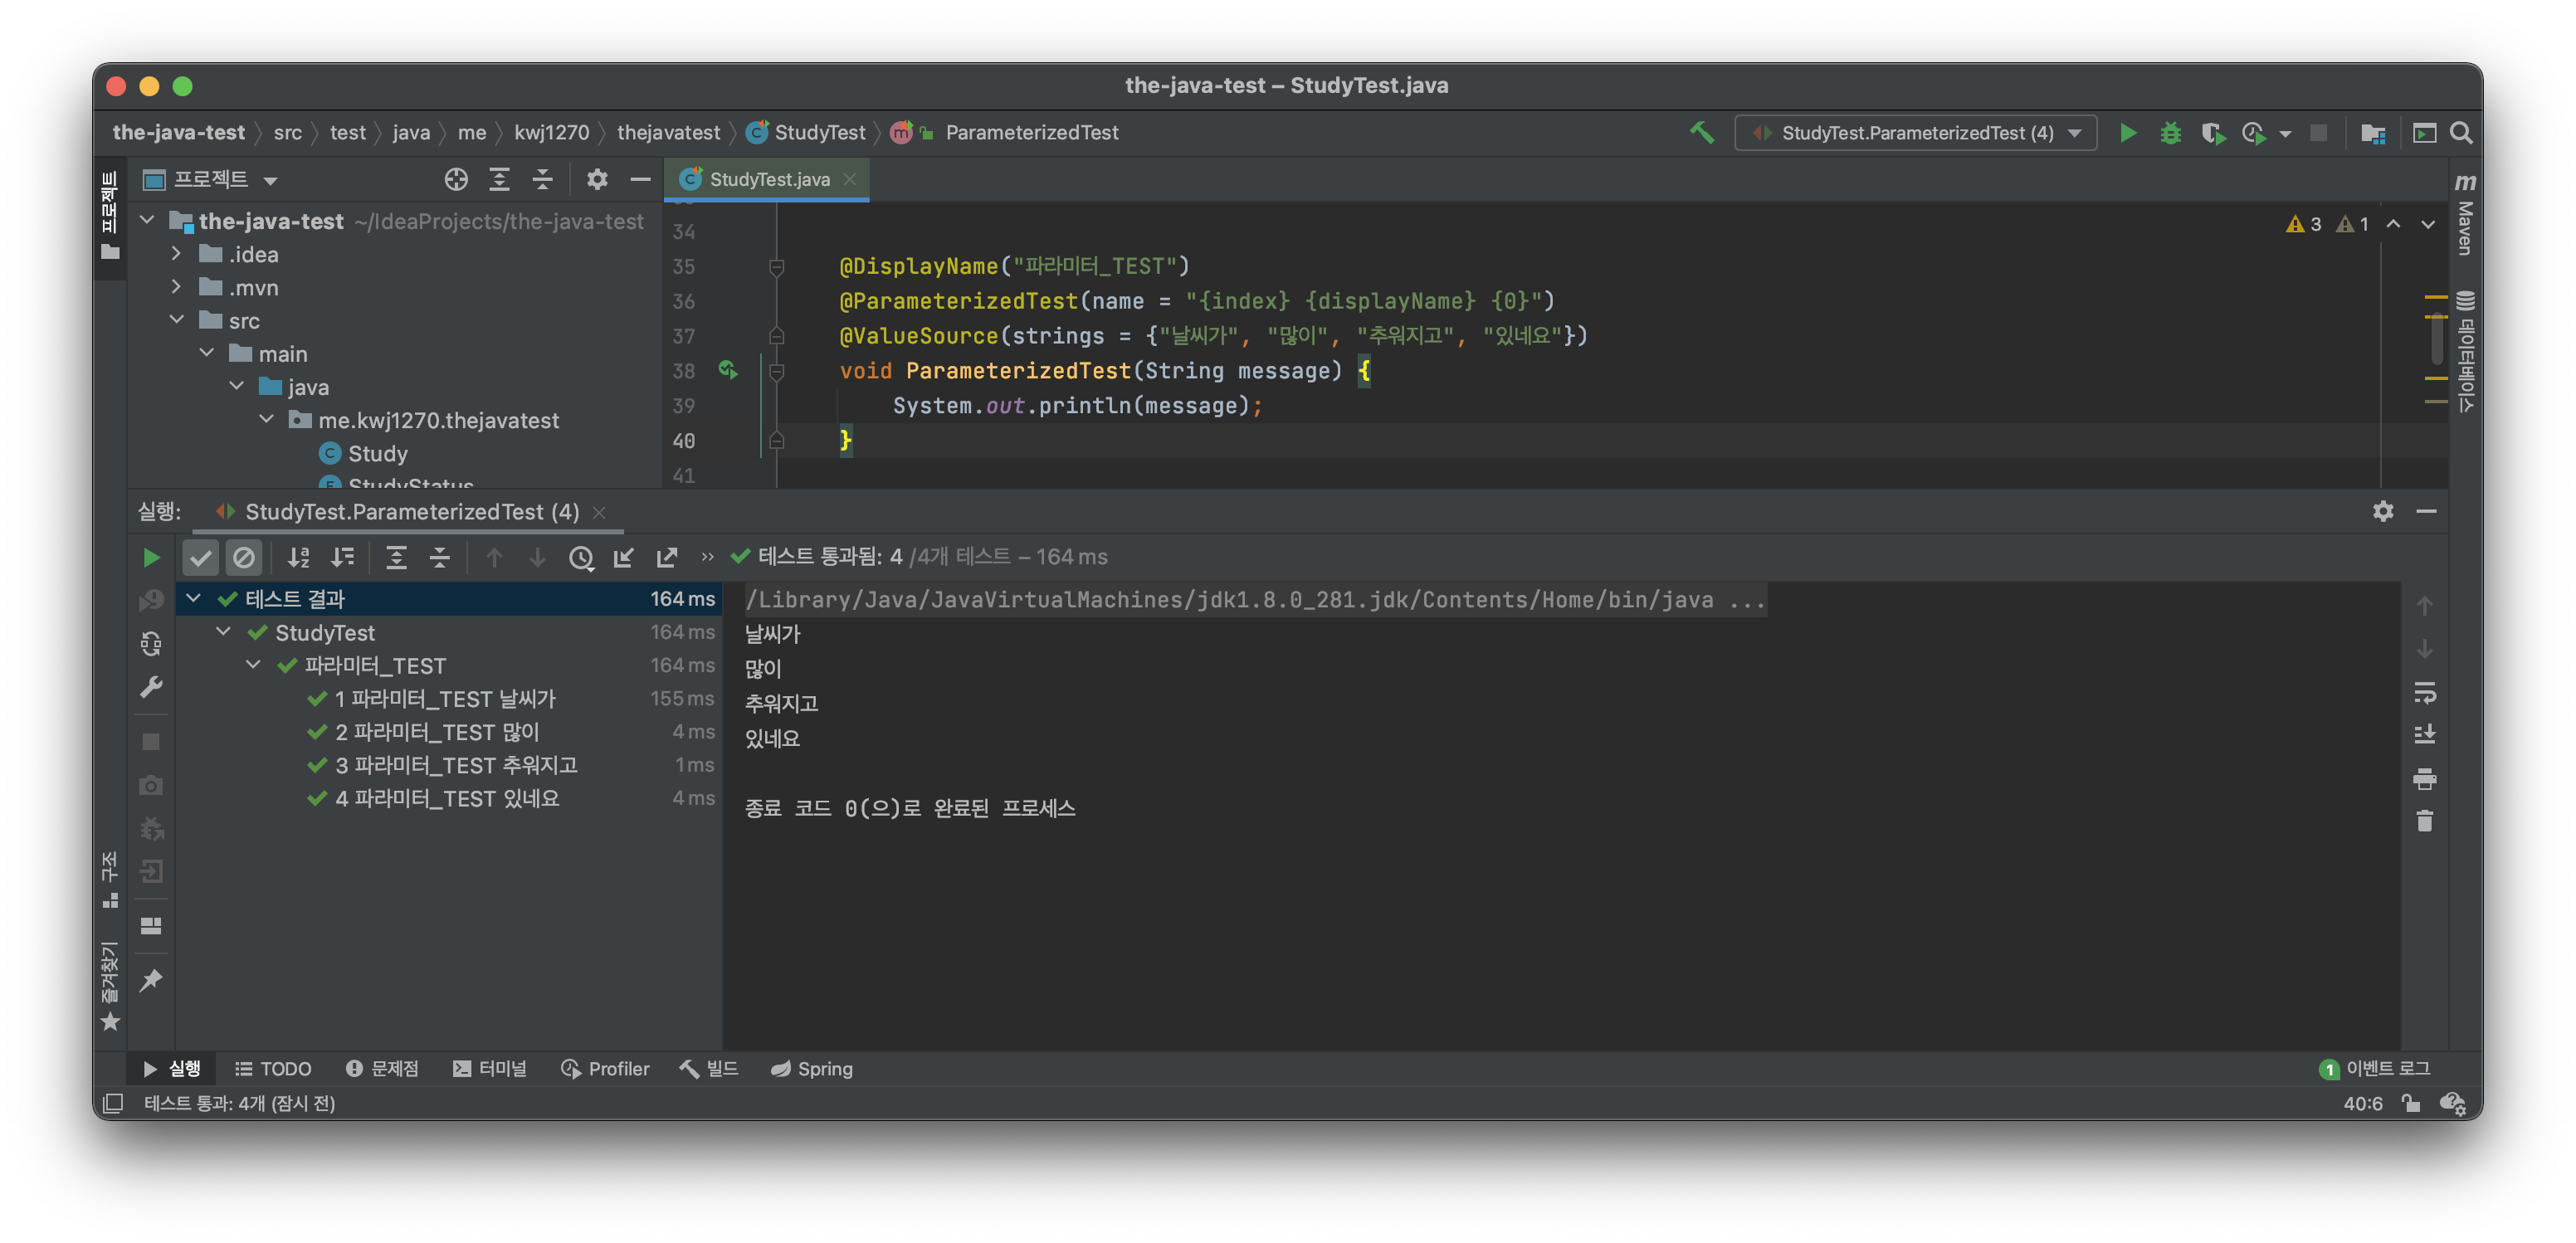 the-java-test – StudyTest.java
the-java-test src test java me kwj1270 thejavatest StudyTest ParameterizedTest
StudyTest.ParameterizedTest (4)
프로젝트
프로젝트
StudyTest.java
the-java-test ~/IdeaProjects/the-java-test
.idea
.mvn
src
main
java
me.kwj1270.thejavatest
Study
StudyStatus
3 1
34
35 @DisplayName("파라미터_TEST")
36 @ParameterizedTest(name = "{index} {displayName} {0}")
37 @ValueSource(strings = {"날씨가", "많이", "추워지고", "있네요"})
38 void ParameterizedTest(String message) {
39 System.out.println(message);
40 }
41
Maven
데이터베이스
실행: StudyTest.ParameterizedTest (4)
테스트 통과됨: 4 /4개 테스트 – 164 ms
테스트 결과 164 ms
StudyTest 164 ms
파라미터_TEST 164 ms
1 파라미터_TEST 날씨가 155 ms
2 파라미터_TEST 많이 4 ms
3 파라미터_TEST 추워지고 1 ms
4 파라미터_TEST 있네요 4 ms
/Library/Java/JavaVirtualMachines/jdk1.8.0_281.jdk/Contents/Home/bin/java ...
날씨가
많이
추워지고
있네요
종료 코드 0(으)로 완료된 프로세스
구조
즐겨찾기
실행 TODO 문제점 터미널 Profiler 빌드 Spring
1 이벤트 로그
테스트 통과: 4개 (잠시 전)
40:6